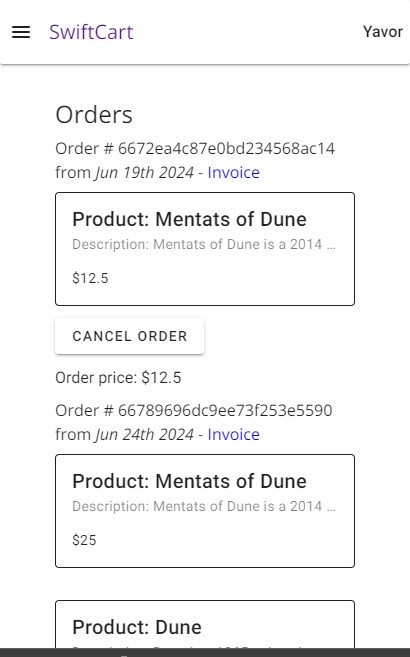 SwiftCart
Yavor
Orders
Order # 6672ea4c87e0bd234568ac14
from Jun 19th 2024 - Invoice
Product: Mentats of Dune
Description: Mentats of Dune is a 2014 ...
$12.5
CANCEL ORDER
Order price: $12.5
Order # 66789696dc9ee73f253e5590
from Jun 24th 2024 - Invoice
Product: Mentats of Dune
Description: Mentats of Dune is a 2014 ...
$25
Product: Dune